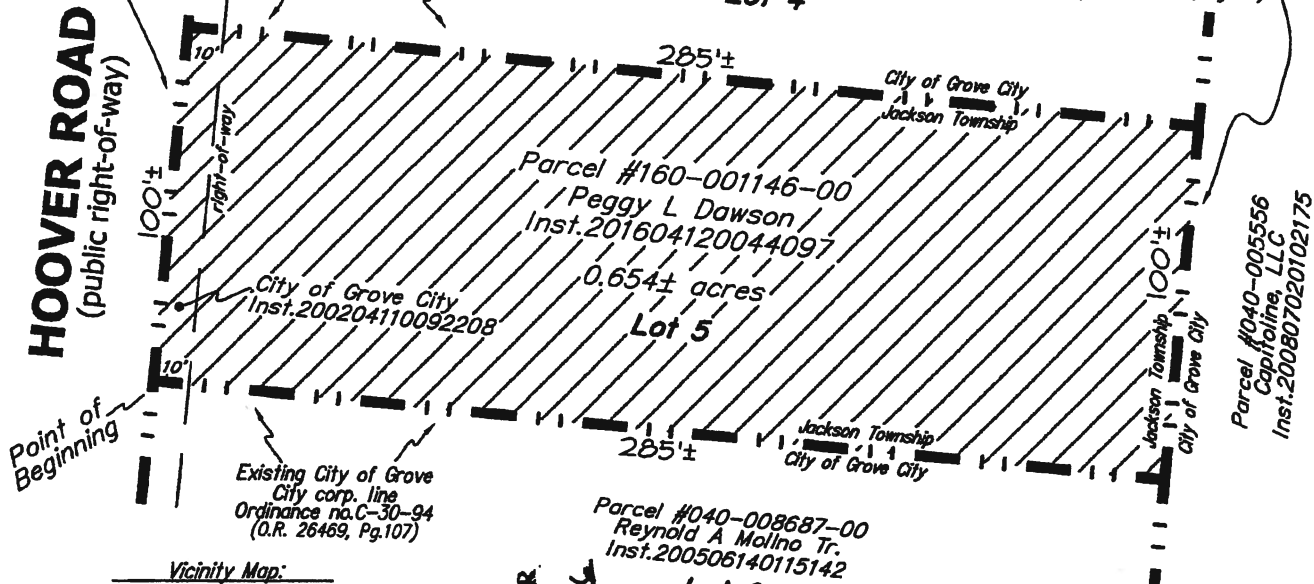 Lot 4
HOOVER ROAD
(public right-of-way)
10'
285'±
City of Grove City
Jackson Township
right-of-way
100'±
Parcel #160-001146-00
Peggy L Dawson
Inst.201604120044097
0.654± acres
Lot 5
City of Grove City
Inst.200204110092208
100'±
Jackson Township
City of Grove City
Parcel #040-005556
Capitoline, LLC
Inst.200807020102175
10'
Point of
Beginning
285'±
Jackson Township
City of Grove City
Existing City of Grove
City corp. line
Ordinance no.C-30-94
(O.R. 26469, Pg.107)
Parcel #040-008687-00
Reynold A Molino Tr.
Inst.200506140115142
Vicinity Map: